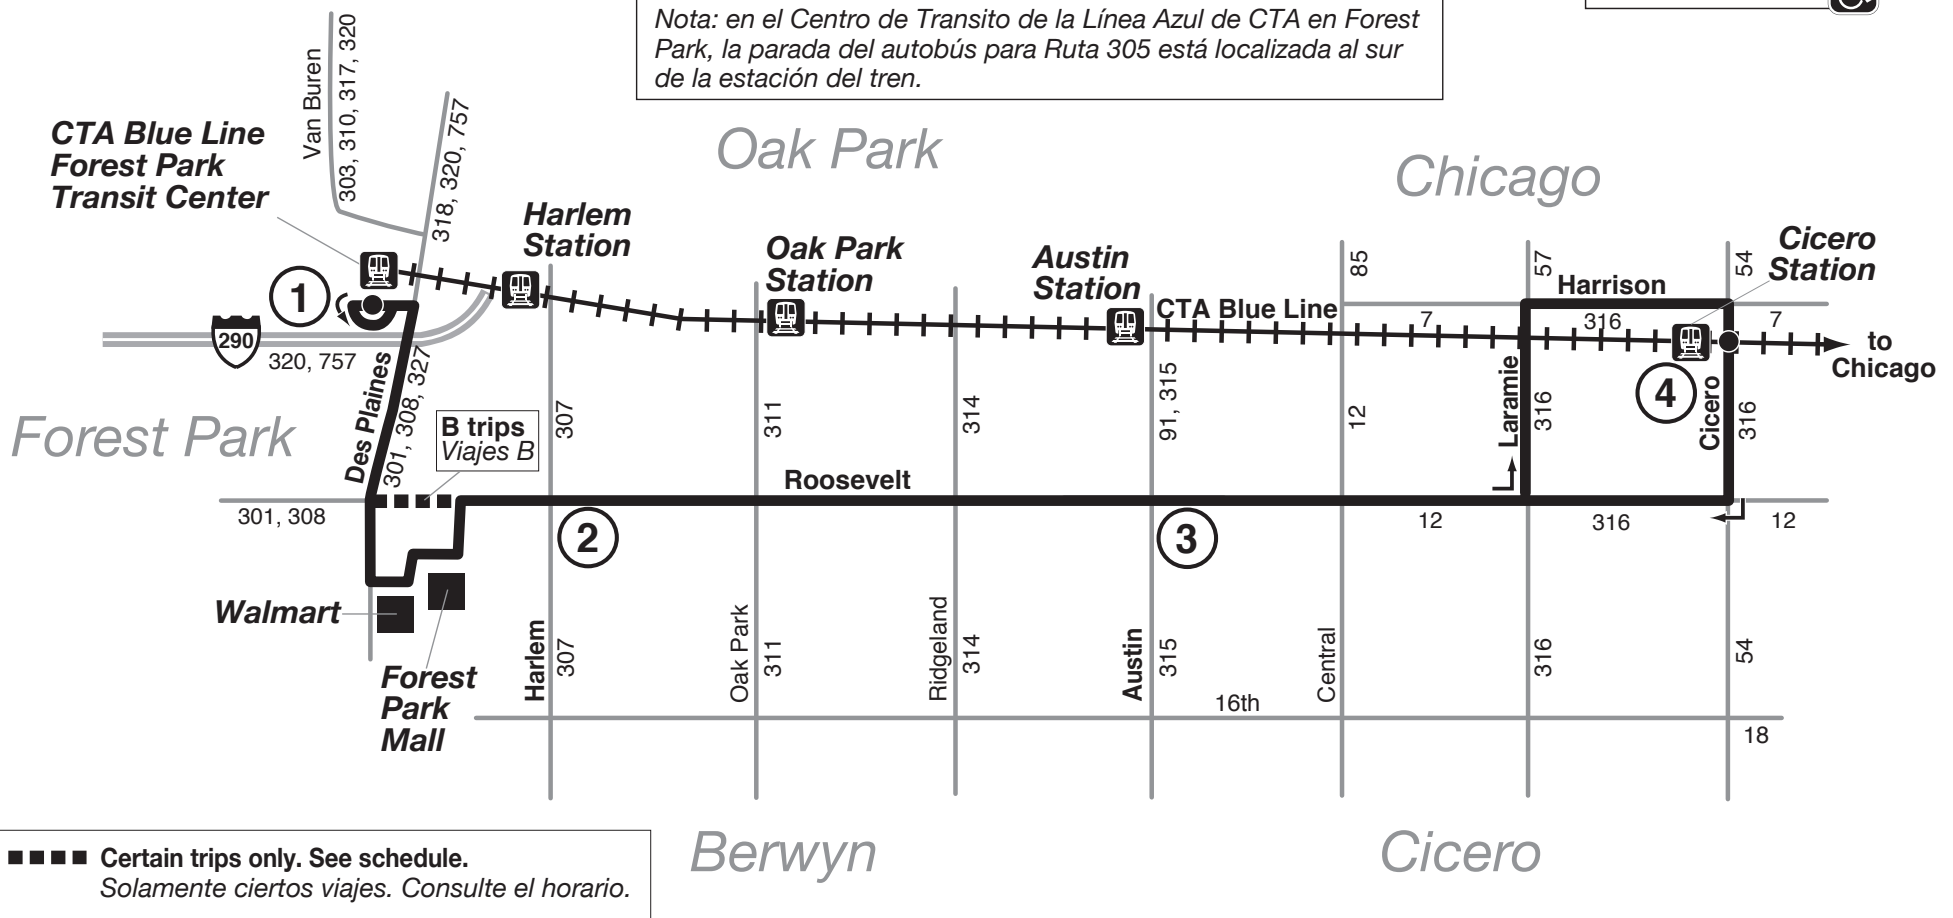 Nota: en el Centro de Transito de la Línea Azul de CTA en Forest
Park, la parada del autobús para Ruta 305 está localizada al sur
de la estación del tren.
Van Buren
303, 310, 317, 320
318, 320, 757
CTA Blue Line
Forest Park
Transit Center
Oak Park
Chicago
Harlem
Station
Oak Park
Station
Austin
Station
Cicero
Station
85
57
54
Harrison
1
CTA Blue Line
7
316
7
290
320, 757
to
Chicago
Des Plaines
301, 308, 327
Forest Park
B trips
Viajes B
307
311
314
91, 315
12
Laramie
316
4
Cicero
316
Roosevelt
301, 308
2
3
12
316
12
Walmart
Forest
Park
Mall
Harlem
307
Oak Park
311
Ridgeland
314
Austin
315
Central
316
54
16th
18
Berwyn
Cicero
Certain trips only. See schedule.
Solamente ciertos viajes. Consulte el horario.